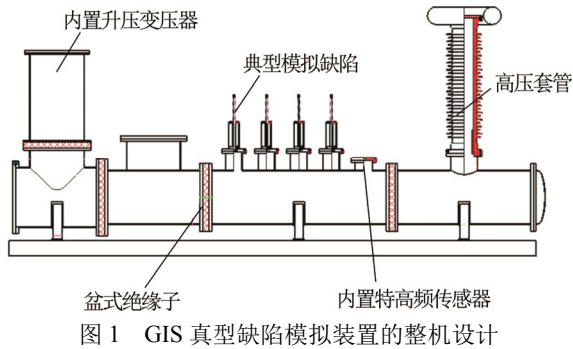 内置升压变压器
典型模拟缺陷
高压套管
盆式绝缘子
内置特高频传感器
图 1 GIS 真型缺陷模拟装置的整机设计